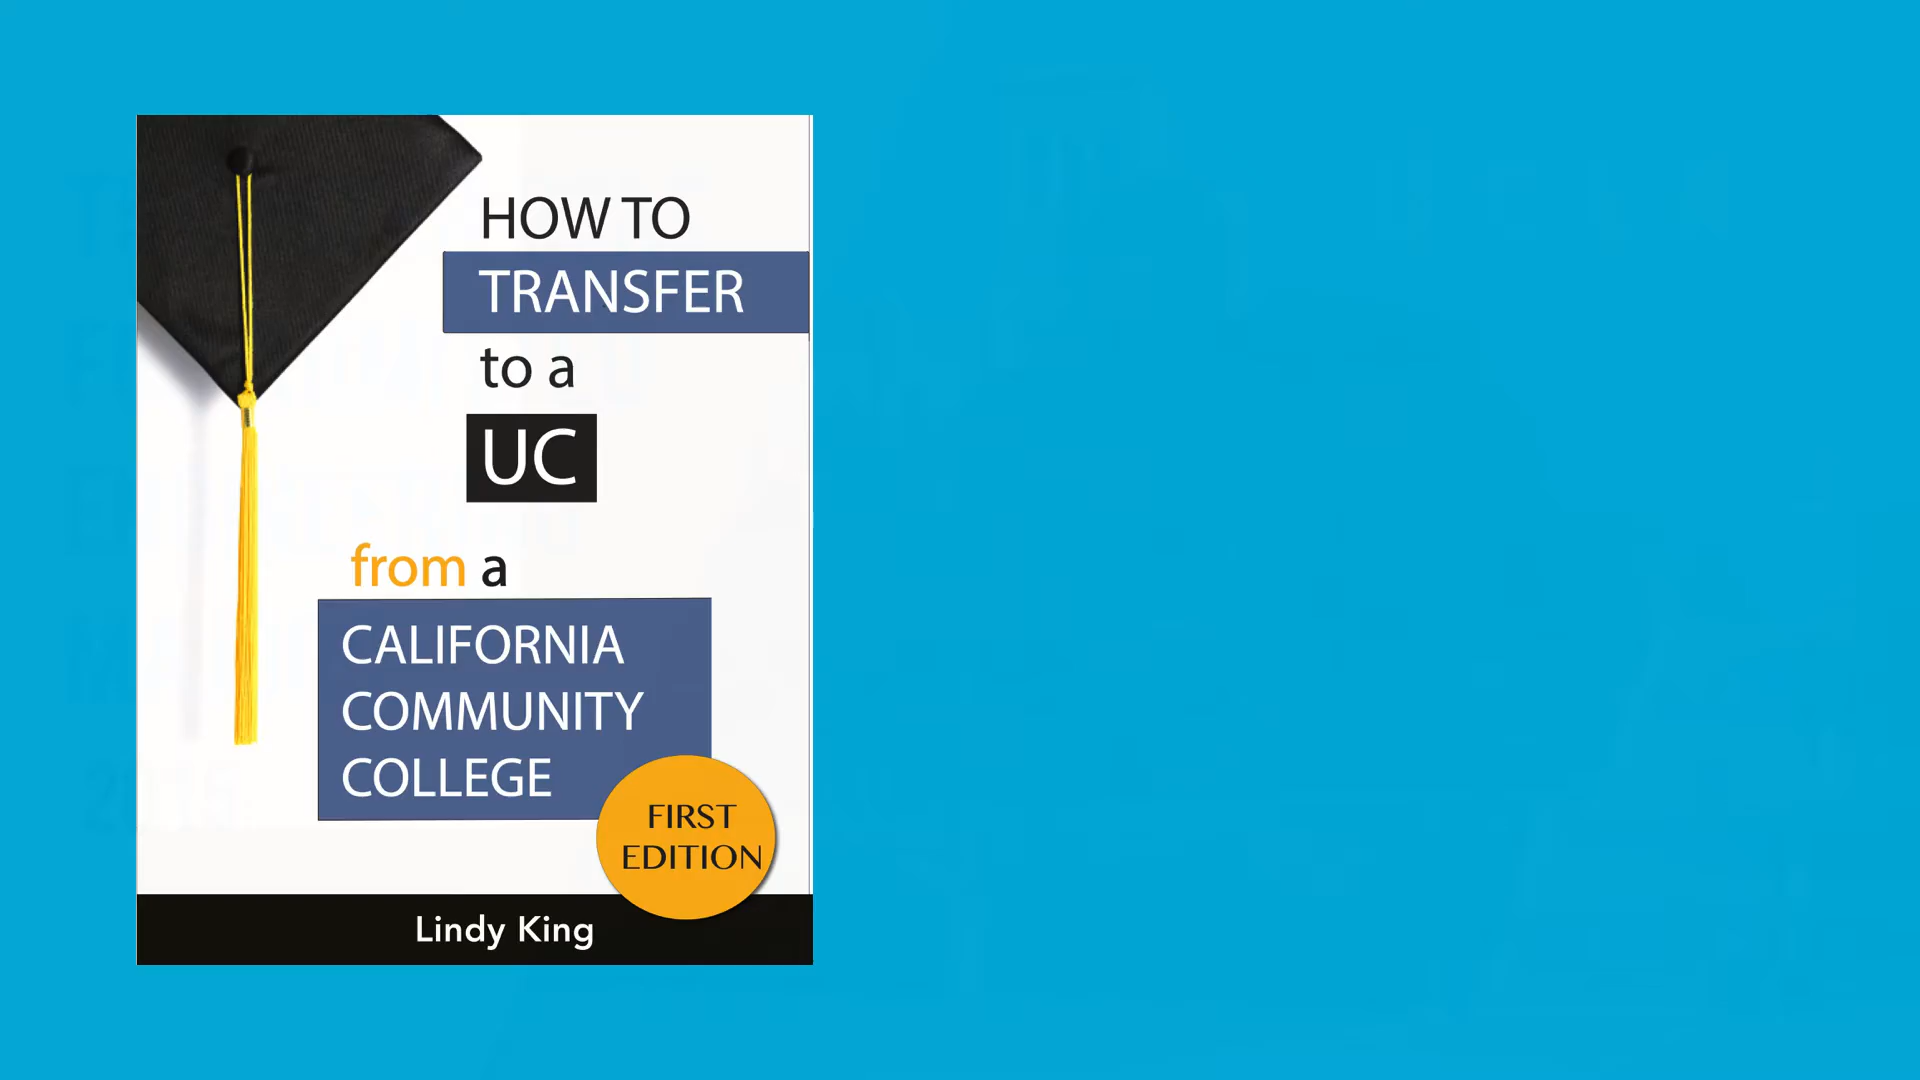 HOW TO
TRANSFER
to a
UC
from a
CALIFORNIA
COMMUNITY
COLLEGE
FIRST
EDITION
Lindy King